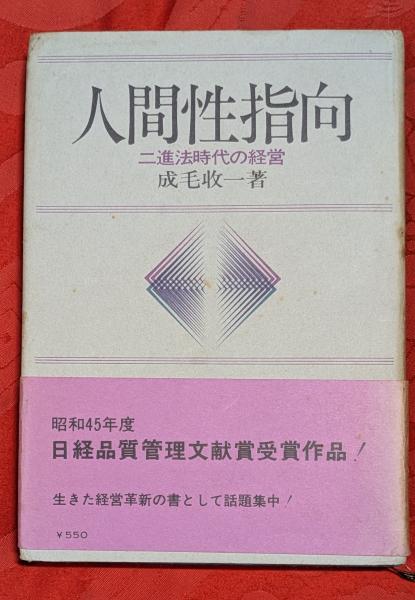 人間性指向
二進法時代の経営
成毛收一著
昭和45年度
日経品質管理文献賞受賞作品!
生きた経営革新の書として話題集中!
¥550